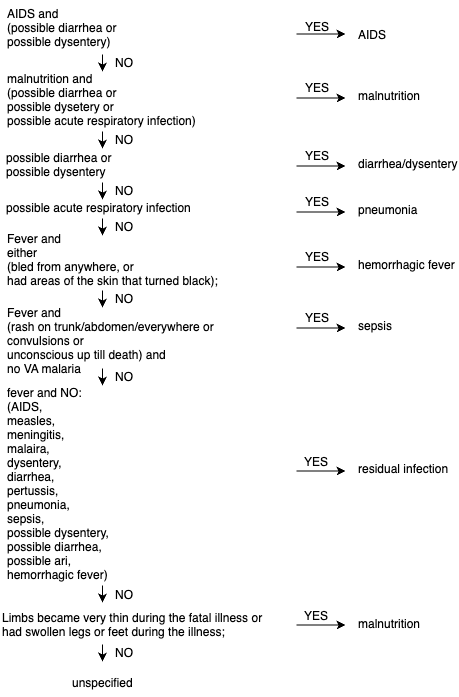 AIDS and
(possible diarrhea or
possible dysentery)
YES
AIDS
NO
malnutrition and
(possible diarrhea or
possible dysetery or
possible acute respiratory infection)
YES
malnutrition
NO
possible diarrhea or
possible dysentery
YES
diarrhea/dysentery
NO
possible acute respiratory infection
YES
pneumonia
NO
Fever and
either
(bled from anywhere, or
had areas of the skin that turned black);
YES
hemorrhagic fever
NO
Fever and
(rash on trunk/abdomen/everywhere or
convulsions or
unconscious up till death) and
no VA malaria
YES
sepsis
NO
fever and NO:
(AIDS,
measles,
meningitis,
malaira,
dysentery,
diarrhea,
pertussis,
pneumonia,
sepsis,
possible dysentery,
possible diarrhea,
possible ari,
hemorrhagic fever)
YES
residual infection
NO
Limbs became very thin during the fatal illness or
had swollen legs or feet during the illness;
YES
malnutrition
NO
unspecified